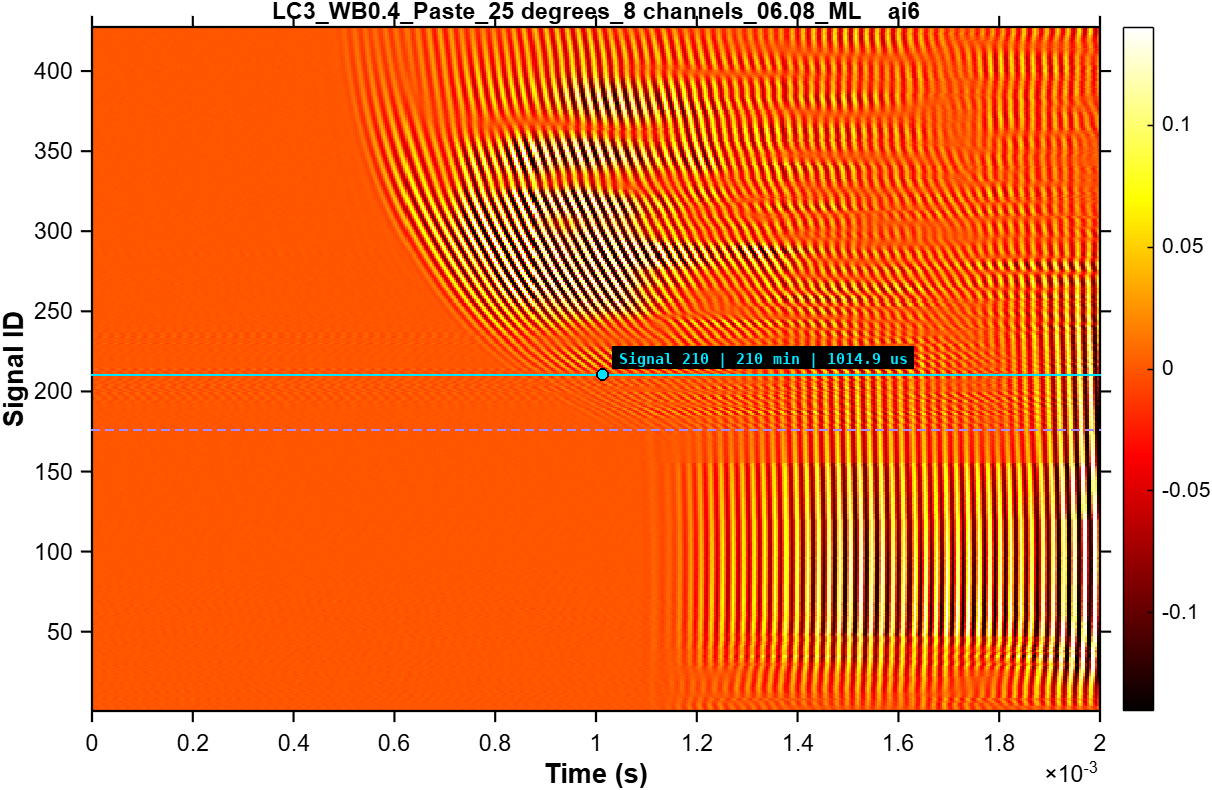 LC3_WB0.4_Paste_25 degrees_8 channels_06.08_ML    ai6
400
350
300
250
200
150
100
50
Signal ID
Signal 210 | 210 min | 1014.9 us
0.1
0.05
0
-0.05
-0.1
0 0.2 0.4 0.6 0.8 1 1.2 1.4 1.6 1.8 2
Time (s)
×10⁻³